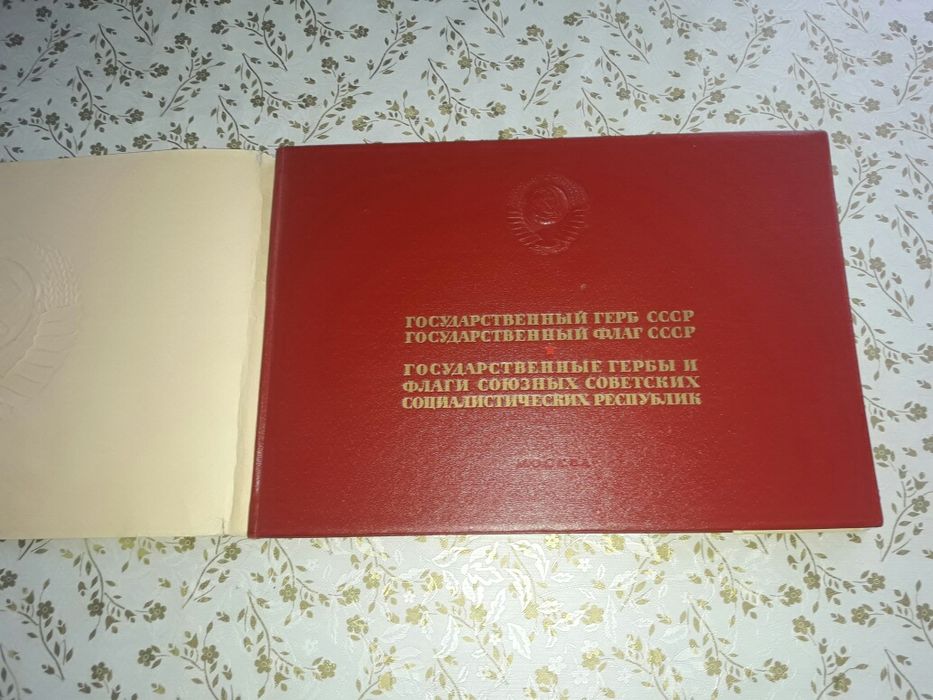 ГОСУДАРСТВЕННЫЙ ГЕРБ СССР
ГОСУДАРСТВЕННЫЙ ФЛАГ СССР
ГОСУДАРСТВЕННЫЕ ГЕРБЫ И
ФЛАГИ СОЮЗНЫХ СОВЕТСКИХ
СОЦИАЛИСТИЧЕСКИХ РЕСПУБЛИК
МОСКВА